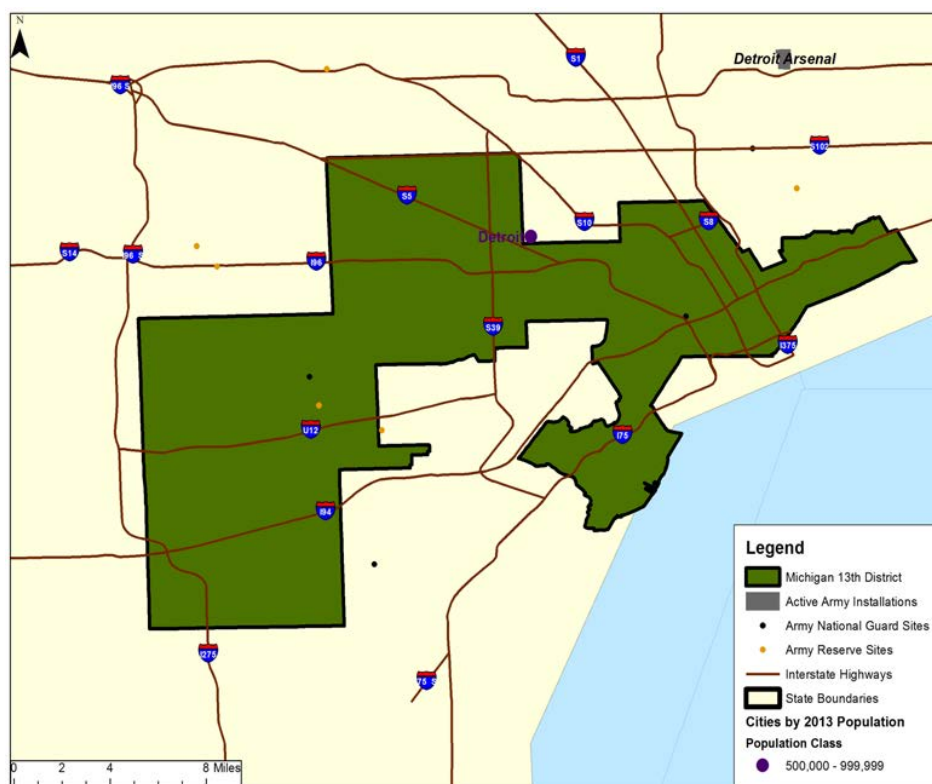 N
S1
Detroit Arsenal
96 S
S102
S5
S10
S8
Detroit
S14
96 S
I96
S39
I375
U12
I75
I94
I275
75 S
Legend
Michigan 13th District
Active Army Installations
Army National Guard Sites
Army Reserve Sites
Interstate Highways
State Boundaries
Cities by 2013 Population
Population Class
500,000 - 999,999
0 2 4 8 Miles